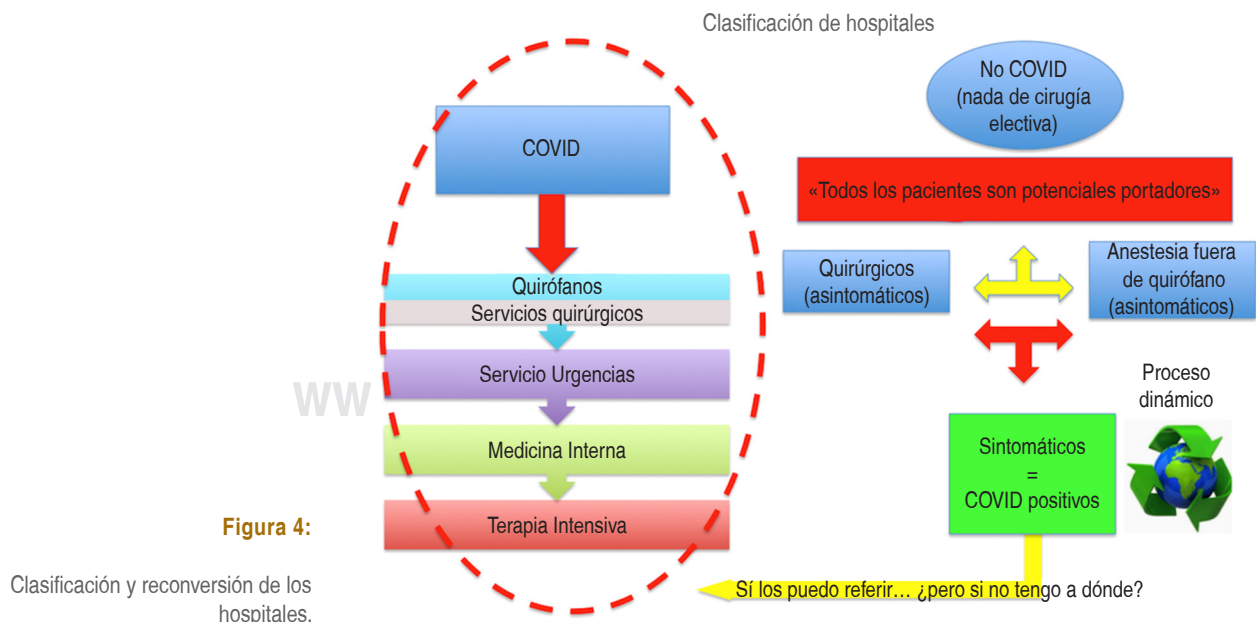 Clasificación de hospitales
COVID
Quirófanos
Servicios quirúrgicos
Servicio Urgencias
Medicina Interna
Terapia Intensiva
No COVID
(nada de cirugía
electiva)
«Todos los pacientes son potenciales portadores»
Quirúrgicos
(asintomáticos)
Anestesia fuera
de quirófano
(asintomáticos)
Proceso
dinámico
Sintomáticos
=
COVID positivos
Sí los puedo referir... ¿pero si no tengo a dónde?
ww
Figura 4:
Clasificación y reconversión de los
hospitales.